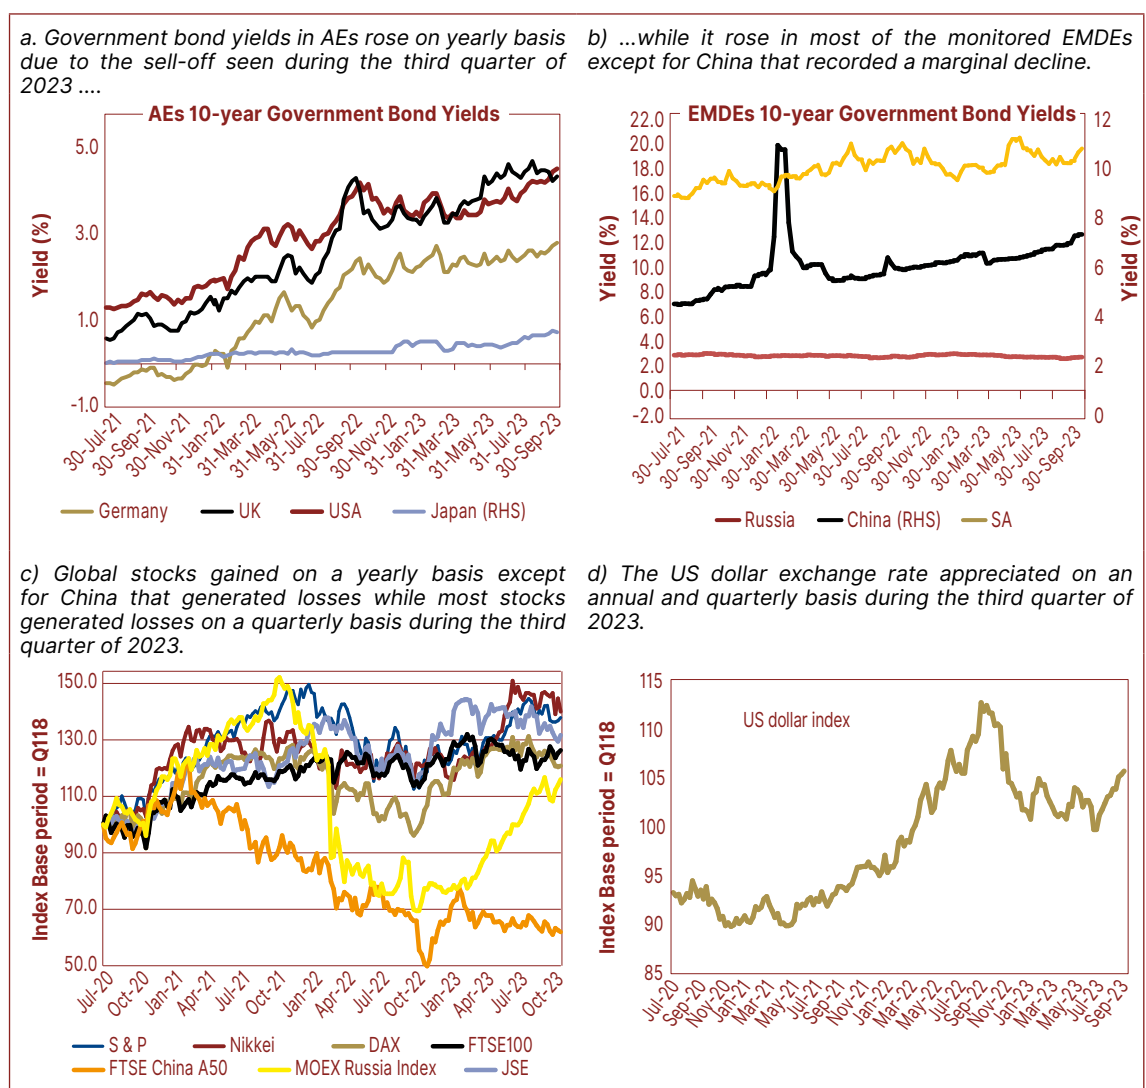 a. Government bond yields in AEs rose on yearly basis
due to the sell-off seen during the third quarter of
2023 ....
b) ...while it rose in most of the monitored EMDEs
except for China that recorded a marginal decline.
AEs 10-year Government Bond Yields
Yield (%)
5.0
3.0
1.0
-1.0
30-Jul-21
30-Sep-21
30-Nov-21
31-Jan-22
31-Mar-22
31-May-22
31-Jul-22
30-Sep-22
30-Nov-22
31-Jan-23
31-Mar-23
31-May-23
31-Jul-23
30-Sep-23
Germany UK USA Japan (RHS)
EMDEs 10-year Government Bond Yields
Yield (%)
22.0
20.0
18.0
16.0
14.0
12.0
10.0
8.0
6.0
4.0
2.0
0.0
-2.0
12
10
8
6
4
2
0
Yield (%)
30-Jul-21
30-Sep-21
30-Nov-21
30-Jan-22
30-Mar-22
30-May-22
30-Jul-22
30-Sep-22
30-Nov-22
30-Jan-23
30-Mar-23
30-May-23
30-Jul-23
30-Sep-23
Russia China (RHS) SA
c) Global stocks gained on a yearly basis except
for China that generated losses while most stocks
generated losses on a quarterly basis during the third
quarter of 2023.
d) The US dollar exchange rate appreciated on an
annual and quarterly basis during the third quarter of
2023.
Index Base period = Q118
150.0
130.0
110.0
90.0
70.0
50.0
Jul-20
Oct-20
Jan-21
Apr-21
Jul-21
Oct-21
Jan-22
Apr-22
Jul-22
Oct-22
Jan-23
Apr-23
Jul-23
Oct-23
S & P Nikkei DAX FTSE100
FTSE China A50 MOEX Russia Index JSE
Index Base period = Q118
115
110
105
100
95
90
85
US dollar index
Jul-20
Sep-20
Nov-20
Jan-21
Mar-21
May-21
Jul-21
Sep-21
Nov-21
Jan-22
Mar-22
May-22
Jul-22
Sep-22
Nov-22
Jan-23
Mar-23
May-23
Jul-23
Sep-23